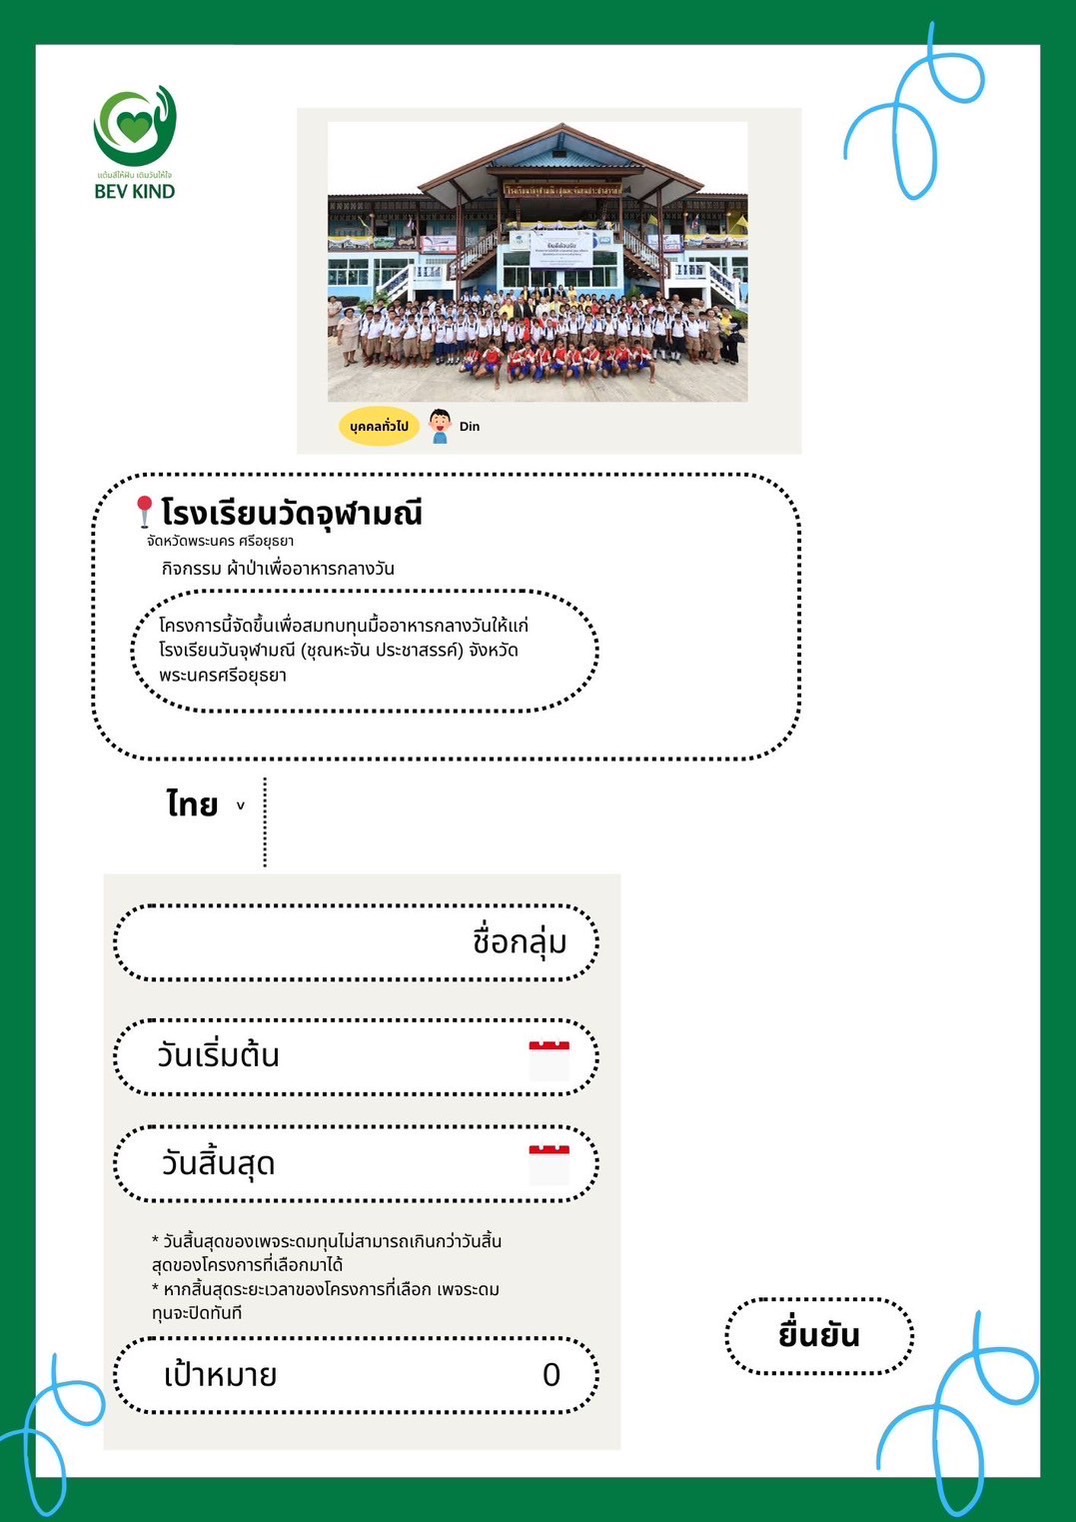 แต้มสีให้ฝัน เติมวันให้ใจ
BEV KIND
บุคคลทั่วไป
Din
โรงเรียนวัดจุฬามณี
จัดหวัดพระนคร ศรีอยุธยา
กิจกรรม ผ้าป่าเพื่ออาหารกลางวัน
โครงการนี้จัดขึ้นเพื่อสมทบทุนมื้ออาหารกลางวันให้แก่
โรงเรียนวันจุฬามณี (ชุณหะจัน ประชาสรรค์) จังหวัด
พระนครศรีอยุธยา
ไทย v
ชื่อกลุ่ม
วันเริ่มต้น
วันสิ้นสุด
* วันสิ้นสุดของเพจระดมทุนไม่สามารถเกินกว่าวันสิ้น
สุดของโครงการที่เลือกมาได้
* หากสิ้นสุดระยะเวลาของโครงการที่เลือก เพจระดม
ทุนจะปิดทันที
เป้าหมาย 0
ยื่นยัน